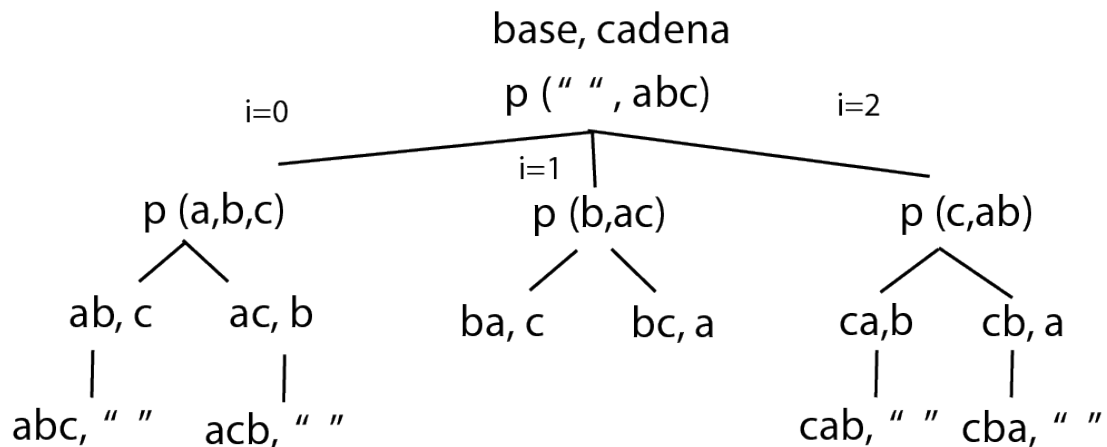 base, cadena
p (“ “ , abc)
i=0
i=2
i=1
p (a,b,c)
p (b,ac)
p (c,ab)
ab, c
ac, b
ba, c
bc, a
ca,b
cb, a
abc, “ ”
acb, “ ”
cab, “ ”
cba, “ ”